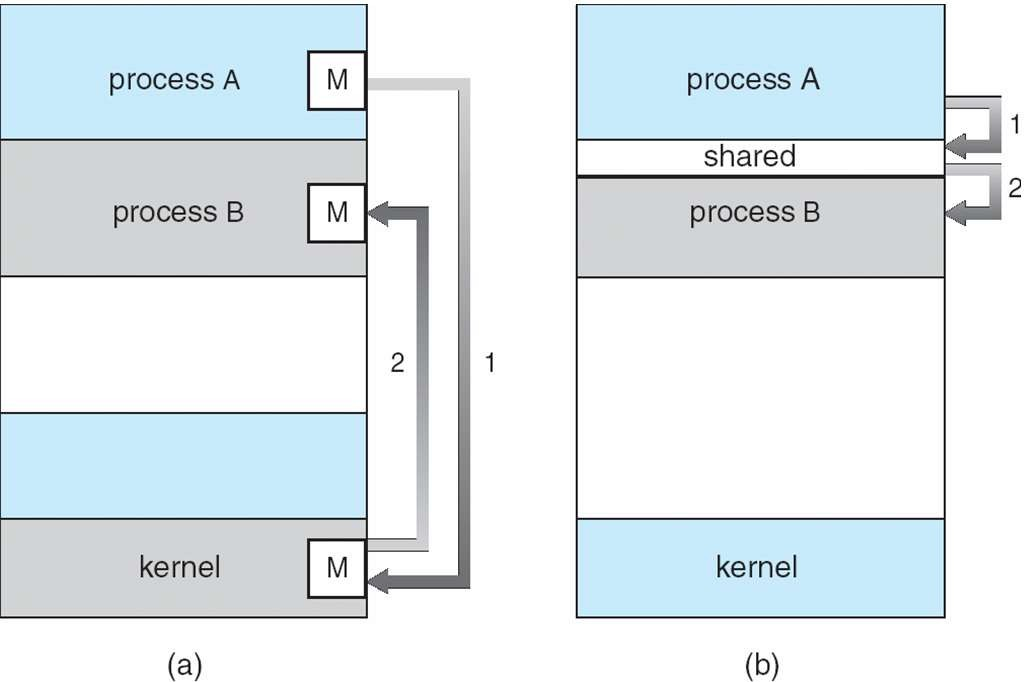 process A
M
process B
M
2
1
kernel
M
(a)
process A
1
shared
2
process B
kernel
(b)